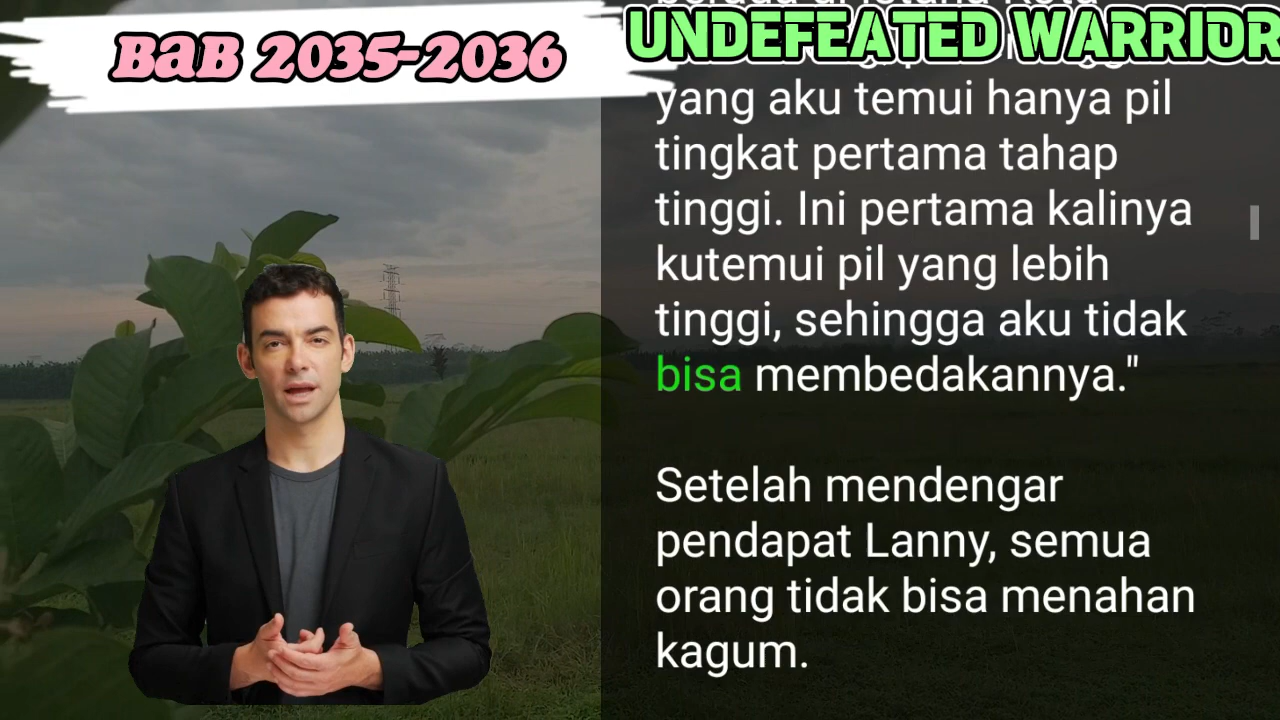 BAB 2035-2036
UNDEFEATED WARRIOR
yang aku temui hanya pil
tingkat pertama tahap
tinggi. Ini pertama kalinya
kutemui pil yang lebih
tinggi, sehingga aku tidak
bisa membedakannya."
Setelah mendengar
pendapat Lanny, semua
orang tidak bisa menahan
kagum.